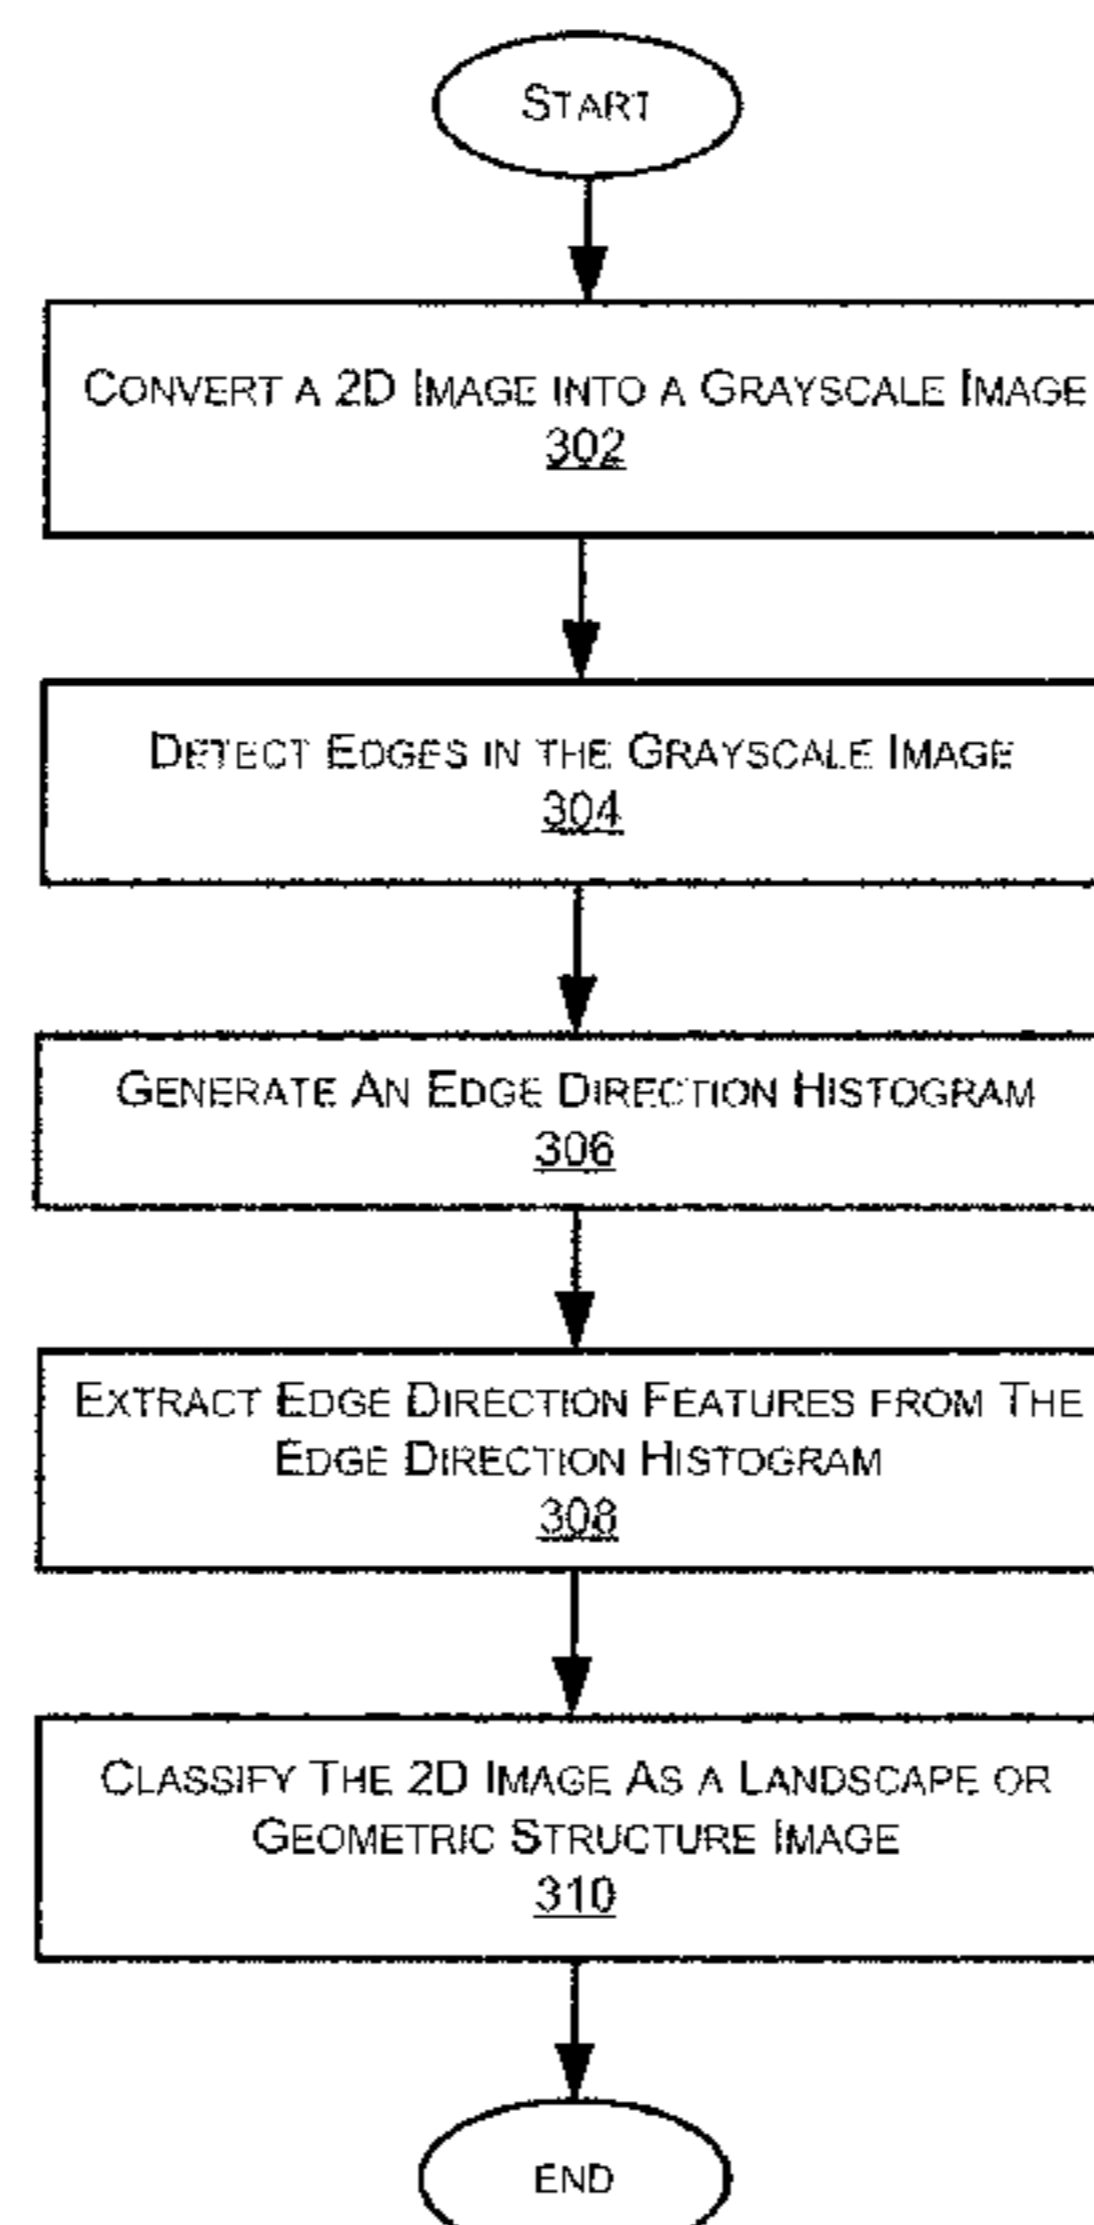 START
CONVERT A 2D IMAGE INTO A GRAYSCALE IMAGE
302
DETECT EDGES IN THE GRAYSCALE IMAGE
304
GENERATE AN EDGE DIRECTION HISTOGRAM
306
EXTRACT EDGE DIRECTION FEATURES FROM THE
EDGE DIRECTION HISTOGRAM
308
CLASSIFY THE 2D IMAGE AS A LANDSCAPE OR
GEOMETRIC STRUCTURE IMAGE
310
END